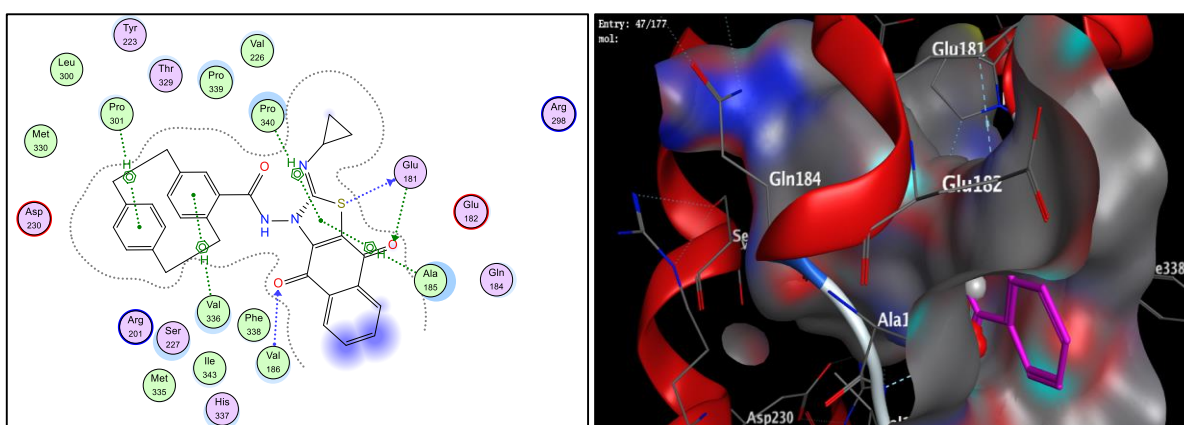 Tyr
223
Val
226
Leu
300
Thr
329
Pro
339
Pro
301
Pro
340
Arg
298
Met
330
H
H
N
O
Glu
181
Asp
230
S
Glu
182
N
H
N
H
O
O
Ala
185
Gln
184
Val
336
Phe
338
Arg
201
Ser
227
Val
186
Ile
343
Met
335
His
337
Entry: 47/177
mol:
Glu181
Gln184
Glu182
Se
e338
Ala1
Asp230